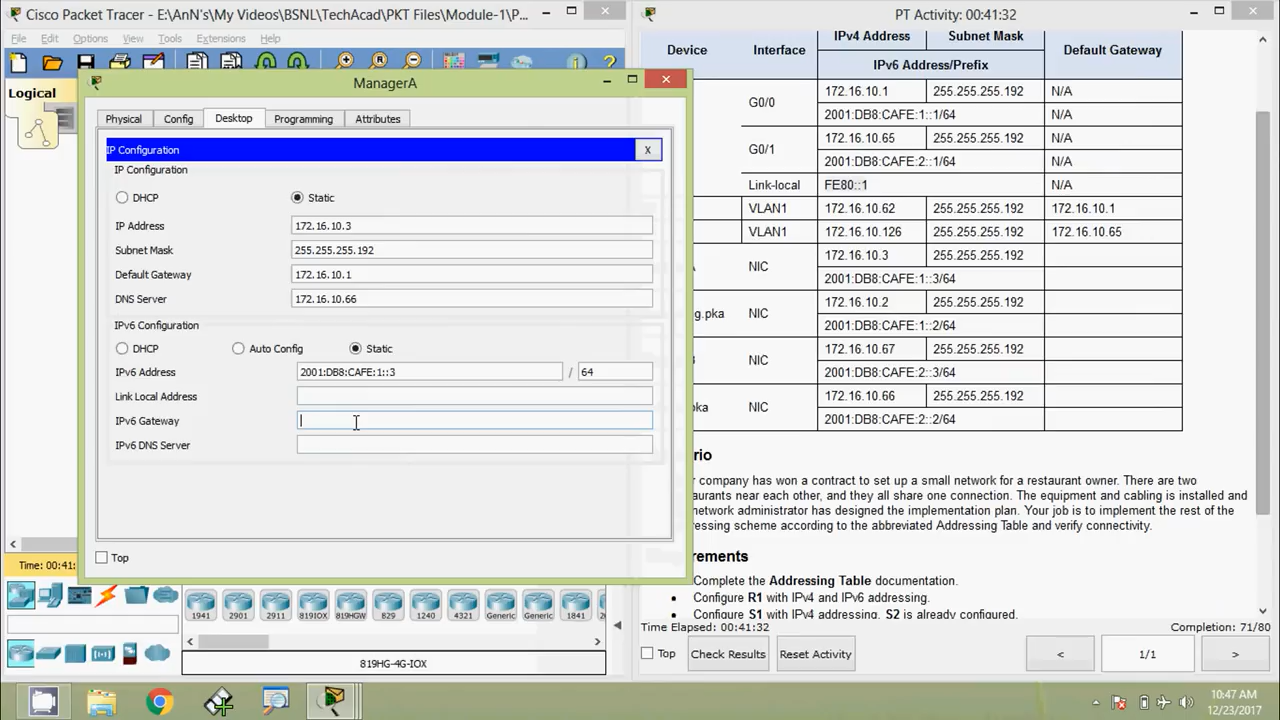 Cisco Packet Tracer - E:\AnN's\My Videos\BSNL\TechAcad\PKT Files\Module-1\P...
File Edit Options View Tools Extensions Help
Logical
ManagerA
Physical Config Desktop Programming Attributes
IP Configuration X
IP Configuration
DHCP Static
IP Address 172.16.10.3
Subnet Mask 255.255.255.192
Default Gateway 172.16.10.1
DNS Server 172.16.10.66
IPv6 Configuration
DHCP Auto Config Static
IPv6 Address 2001:DB8:CAFE:1::3 / 64
Link Local Address
IPv6 Gateway
IPv6 DNS Server
Top
Time: 00:41:
1941 2901 2911 819IOX 819HGW 829 1240 4321 Generic Generic 1841
819HG-4G-IOX
PT Activity: 00:41:32
Device Interface IPv4 Address Subnet Mask Default Gateway
IPv6 Address/Prefix
G0/0 172.16.10.1 255.255.255.192 N/A
2001:DB8:CAFE:1::1/64 N/A
G0/1 172.16.10.65 255.255.255.192 N/A
2001:DB8:CAFE:2::1/64 N/A
Link-local FE80::1 N/A
VLAN1 172.16.10.62 255.255.255.192 172.16.10.1
VLAN1 172.16.10.126 255.255.255.192 172.16.10.65
NIC 172.16.10.3 255.255.255.192
2001:DB8:CAFE:1::3/64
g.pka NIC 172.16.10.2 255.255.255.192
2001:DB8:CAFE:1::2/64
NIC 172.16.10.67 255.255.255.192
2001:DB8:CAFE:2::3/64
ka NIC 172.16.10.66 255.255.255.192
2001:DB8:CAFE:2::2/64
rio
r company has won a contract to set up a small network for a restaurant owner. There are two
aurants near each other, and they all share one connection. The equipment and cabling is installed and
network administrator has designed the implementation plan. Your job is to implement the rest of the
ressing scheme according to the abbreviated Addressing Table and verify connectivity.
rements
Complete the Addressing Table documentation.
Configure R1 with IPv4 and IPv6 addressing.
Configure S1 with IPv4 addressing. S2 is already configured.
Time Elapsed: 00:41:32 Completion: 71/80
Top Check Results Reset Activity < 1/1 >
10:47 AM
12/23/2017